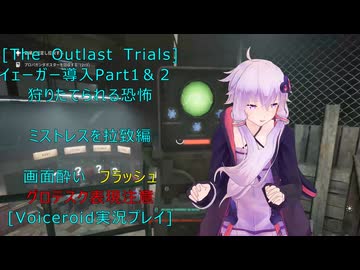 [The Outlast Trials]
イェーガー導入Part1&2
狩りたてられる恐怖
ミストレスを拉致編
画面酔い フラッシュ
グロテスク表現注意
[Voiceroid実況プレイ]